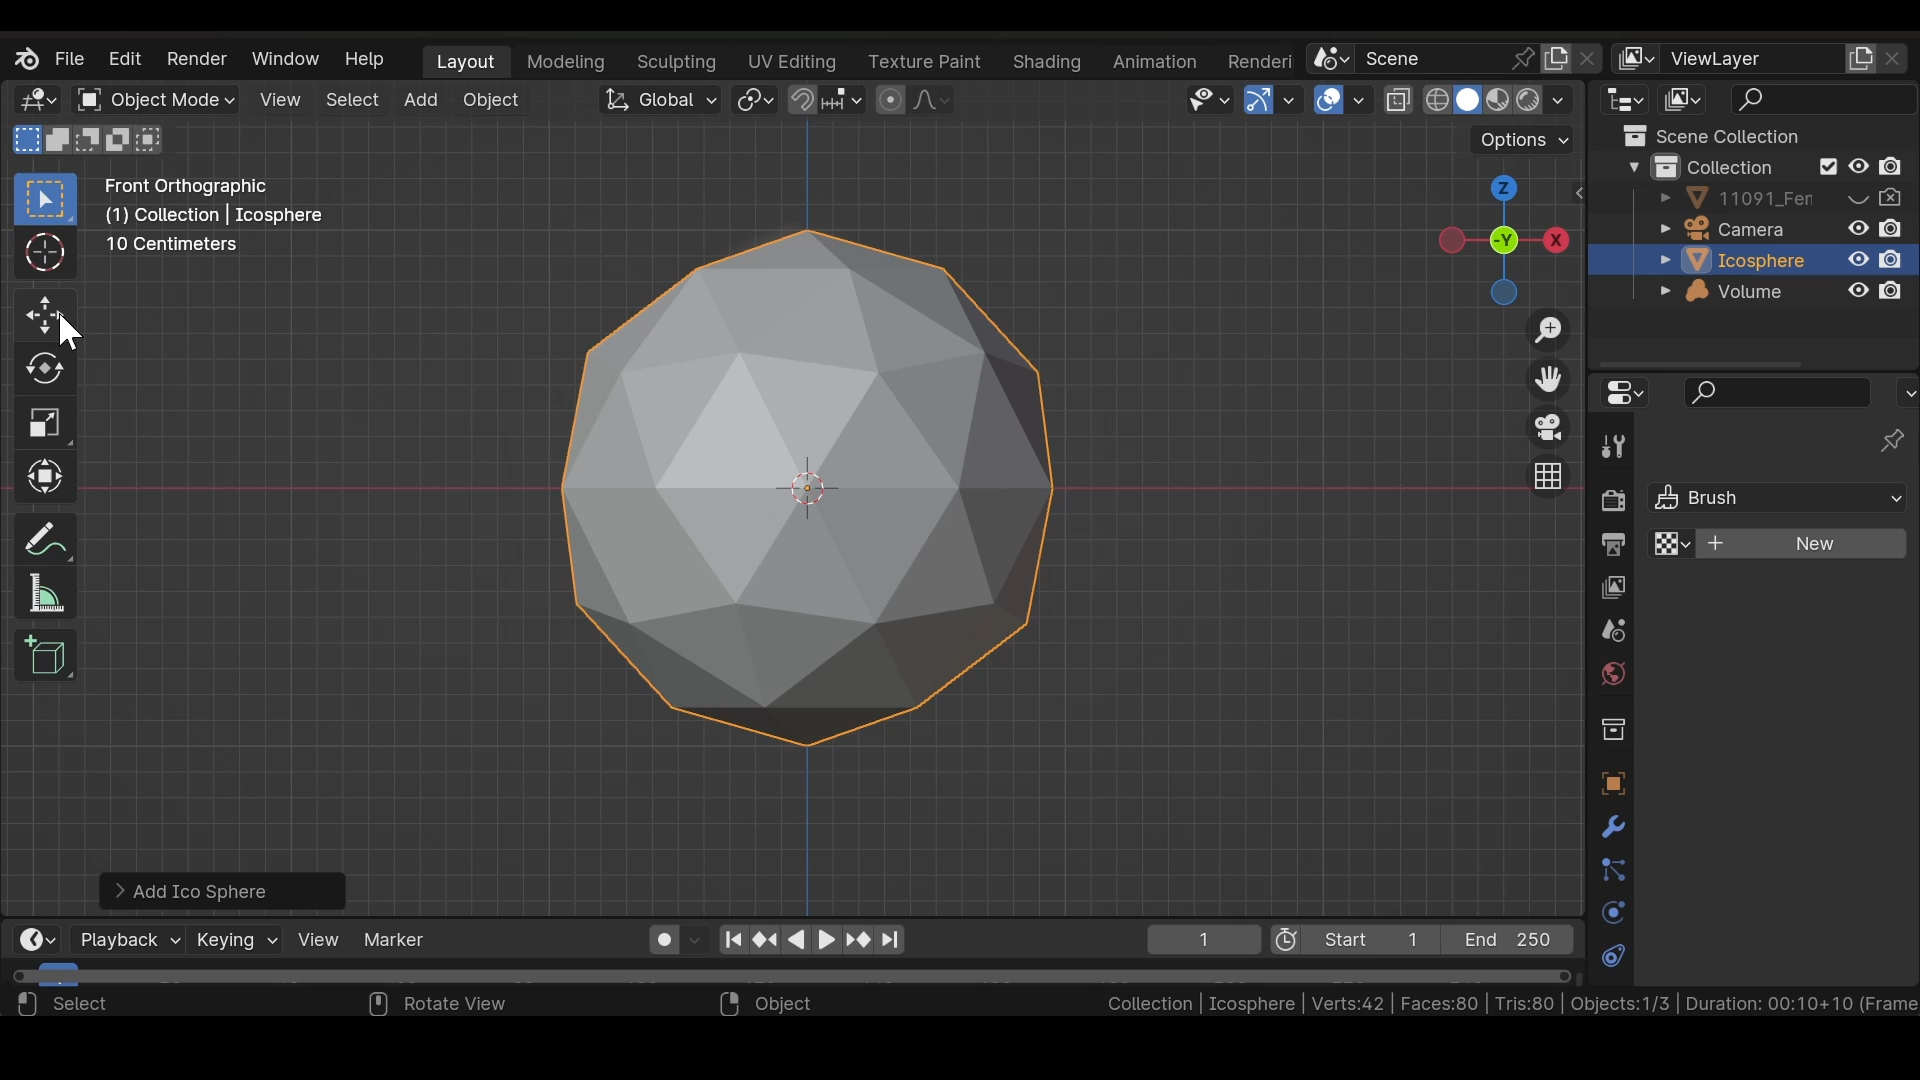 File Edit Render Window Help Layout Modeling Sculpting UV Editing Texture Paint Shading Animation Renderi Scene ViewLayer
Object Mode View Select Add Object Global
Options
Scene Collection
Collection
11091_Fer
Camera
Icosphere
Volume
Front Orthographic
(1) Collection | Icosphere
10 Centimeters
Z
-Y
X
Brush
New
Add Ico Sphere
Playback Keying View Marker 1 Start 1 End 250
Select Rotate View Object Collection | Icosphere | Verts:42 | Faces:80 | Tris:80 | Objects:1/3 | Duration: 00:10+10 (Frame